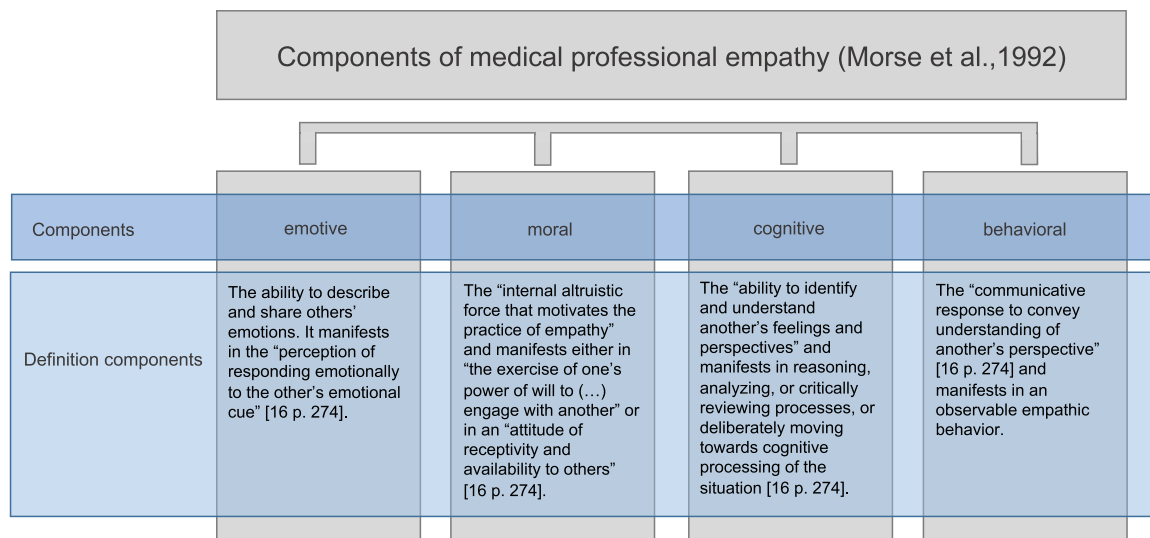 Components of medical professional empathy (Morse et al.,1992)
Components
emotive
moral
cognitive
behavioral
Definition components
The ability to describe
and share others’
emotions. It manifests
in the “perception of
responding emotionally
to the other’s emotional
cue” [16 p. 274].
The “internal altruistic
force that motivates the
practice of empathy”
and manifests either in
“the exercise of one’s
power of will to (…)
engage with another” or
in an “attitude of
receptivity and
availability to others”
[16 p. 274].
The “ability to identify
and understand
another’s feelings and
perspectives” and
manifests in reasoning,
analyzing, or critically
reviewing processes, or
deliberately moving
towards cognitive
processing of the
situation [16 p. 274].
The “communicative
response to convey
understanding of
another’s perspective”
[16 p. 274] and
manifests in an
observable empathic
behavior.